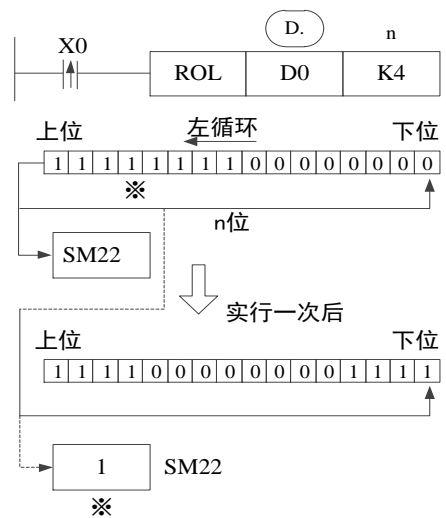 D. n
X0
ROL D0 K4
上位 左循环 下位
1 1 1 1 1 1 1 1 0 0 0 0 0 0 0 0
※
n位
SM22
实行一次后
上位 下位
1 1 1 1 0 0 0 0 0 0 0 0 1 1 1 1
1 SM22
※